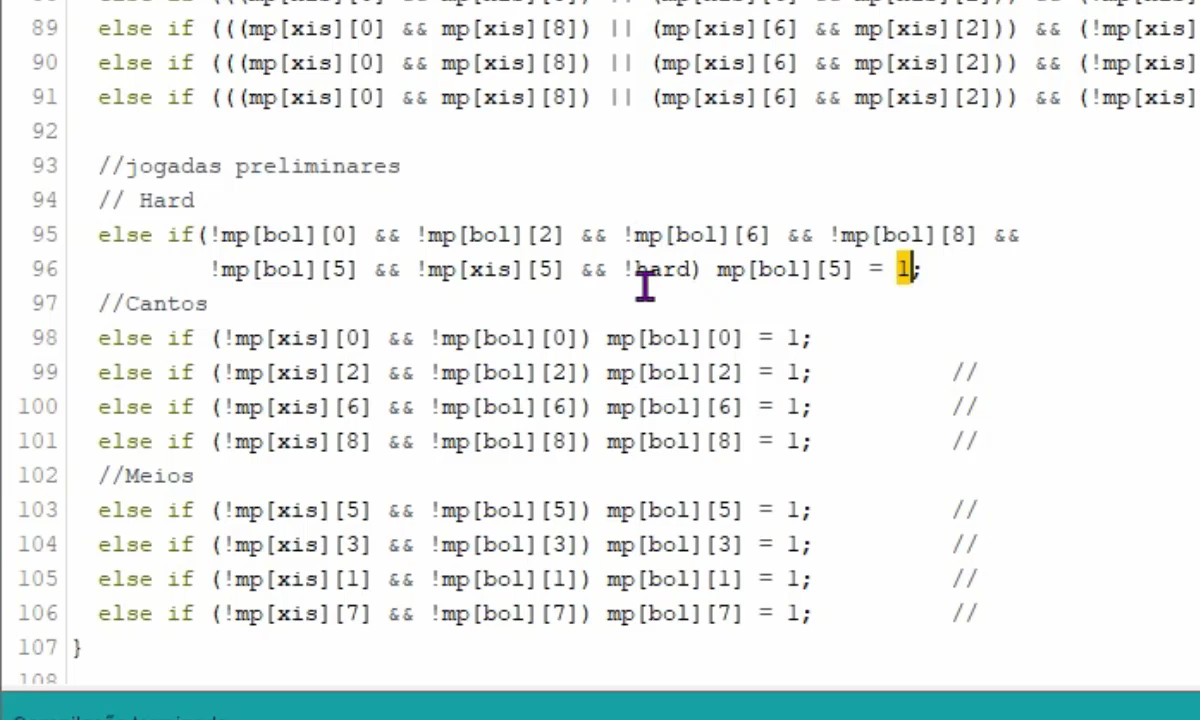 89 else if (((mp[xis][0] && mp[xis][8]) || (mp[xis][6] && mp[xis][2])) && (!mp[xis]
90 else if (((mp[xis][0] && mp[xis][8]) || (mp[xis][6] && mp[xis][2])) && (!mp[xis]
91 else if (((mp[xis][0] && mp[xis][8]) || (mp[xis][6] && mp[xis][2])) && (!mp[xis]
92
93 //jogadas preliminares
94 // Hard
95 else if(!mp[bol][0] && !mp[bol][2] && !mp[bol][6] && !mp[bol][8] &&
96 !mp[bol][5] && !mp[xis][5] && !hard) mp[bol][5] = 1;
97 //Cantos
98 else if (!mp[xis][0] && !mp[bol][0]) mp[bol][0] = 1;
99 else if (!mp[xis][2] && !mp[bol][2]) mp[bol][2] = 1; //
100 else if (!mp[xis][6] && !mp[bol][6]) mp[bol][6] = 1; //
101 else if (!mp[xis][8] && !mp[bol][8]) mp[bol][8] = 1; //
102 //Meios
103 else if (!mp[xis][5] && !mp[bol][5]) mp[bol][5] = 1; //
104 else if (!mp[xis][3] && !mp[bol][3]) mp[bol][3] = 1; //
105 else if (!mp[xis][1] && !mp[bol][1]) mp[bol][1] = 1; //
106 else if (!mp[xis][7] && !mp[bol][7]) mp[bol][7] = 1; //
107 }
108